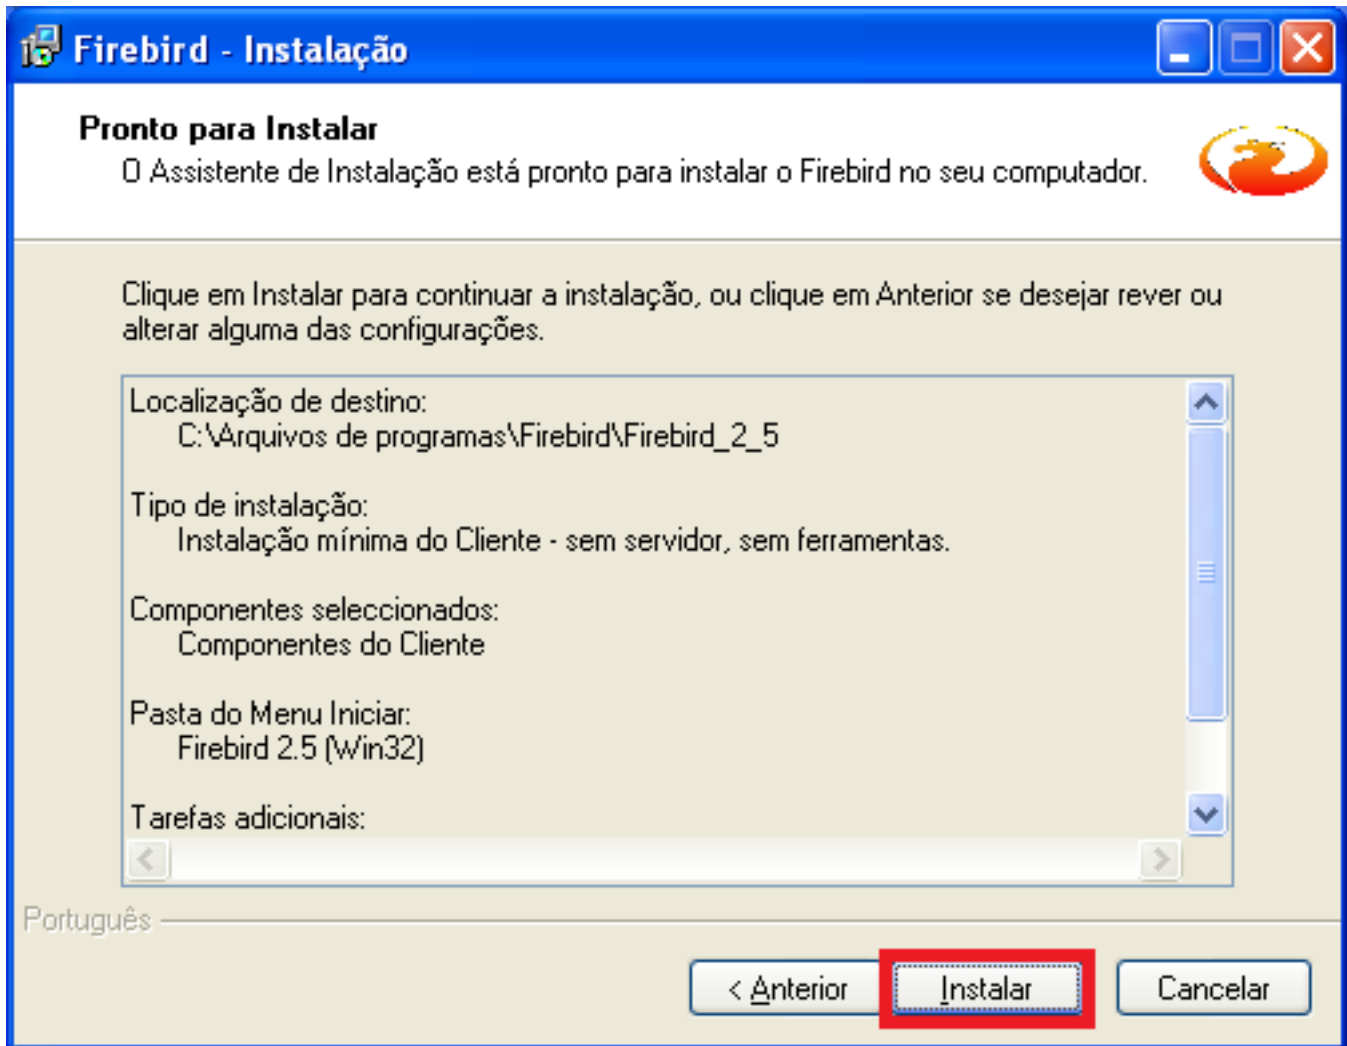 Firebird - Instalação
Pronto para Instalar
O Assistente de Instalação está pronto para instalar o Firebird no seu computador.
Clique em Instalar para continuar a instalação, ou clique em Anterior se desejar rever ou
alterar alguma das configurações.
Localização de destino:
C:\Arquivos de programas\Firebird\Firebird_2_5
Tipo de instalação:
Instalação mínima do Cliente - sem servidor, sem ferramentas.
Componentes seleccionados:
Componentes do Cliente
Pasta do Menu Iniciar:
Firebird 2.5 (Win32)
Tarefas adicionais:
Português
< Anterior
Instalar
Cancelar